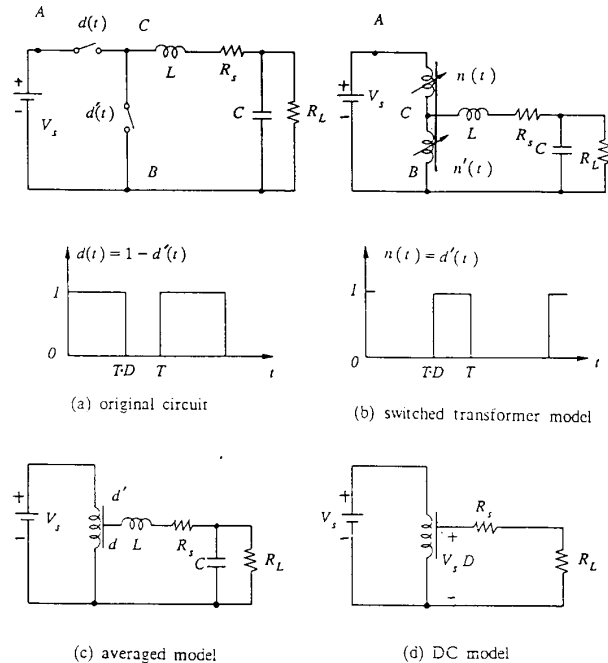 A
d(t)
C
L
R_s
+
-
V_s
d'(t)
C
R_L
B
A
+
-
V_s
n(t)
C
L
R_s
C
R_L
B
n'(t)
d(t) = 1 - d'(t)
1
0
T·D
T
t
(a) original circuit
n(t) = d'(t)
1
0
T·D
T
t
(b) switched transformer model
+
-
V_s
d'
d
L
R_s
C
R_L
(c) averaged model
+
-
V_s
R_s
+
V_s D
-
R_L
(d) DC model